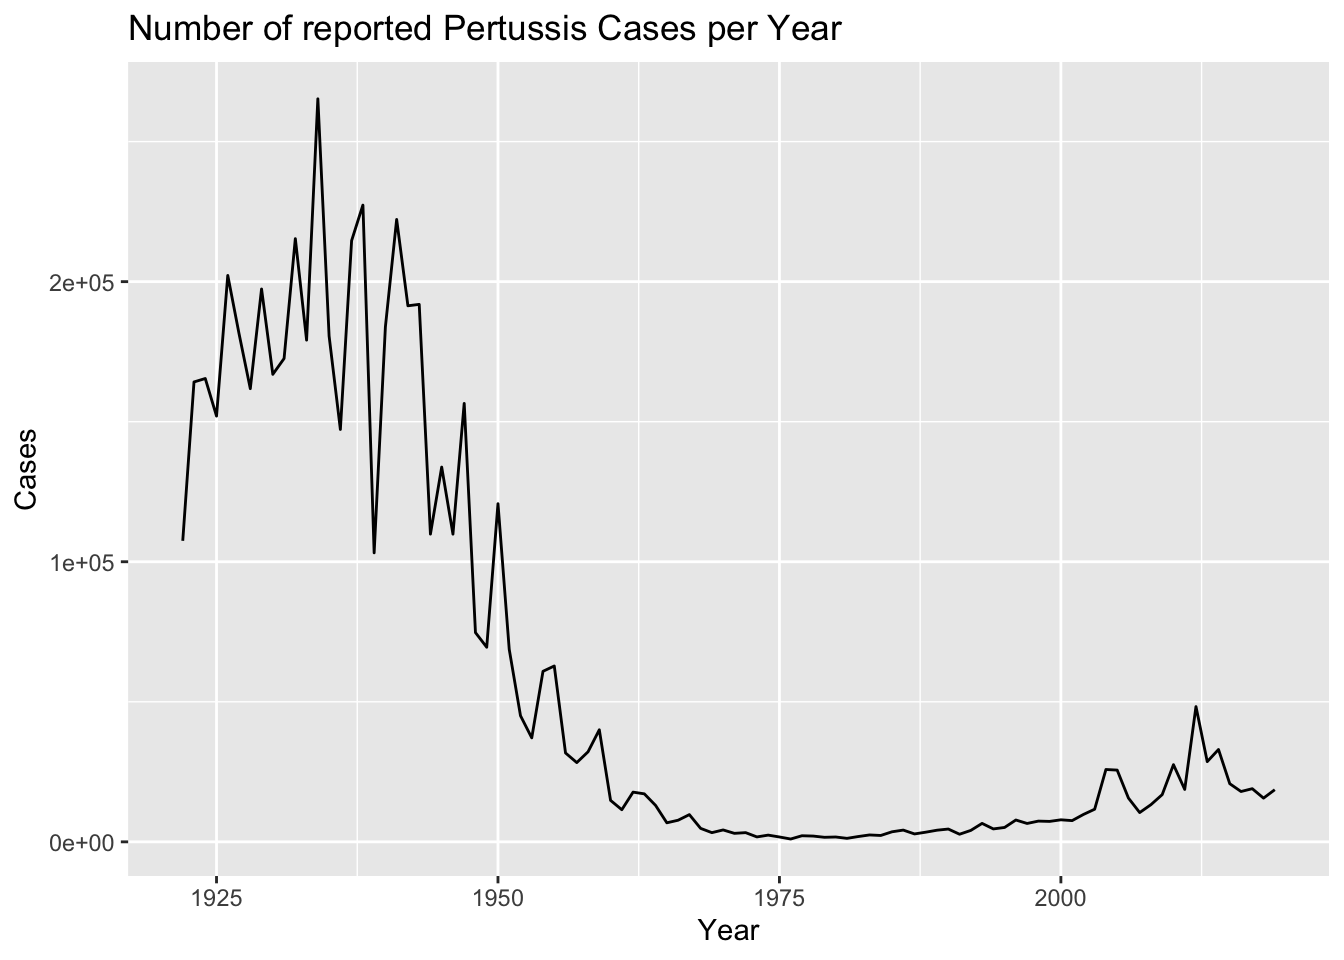 Number of reported Pertussis Cases per Year
Cases
2e+05
1e+05
0e+00
1925 1950 1975 2000
Year